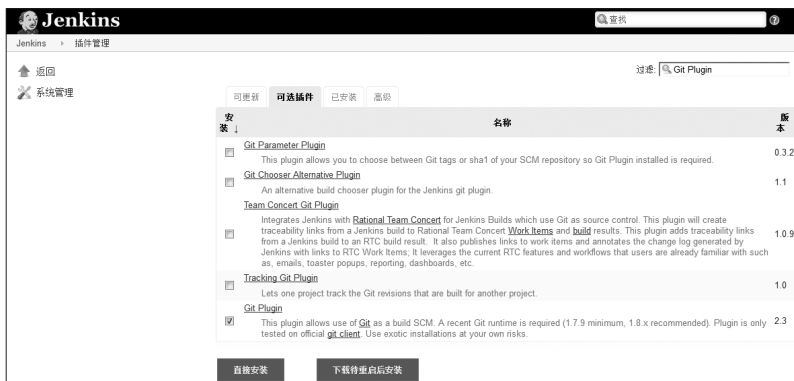 Jenkins
查找
Jenkins › 插件管理
返回
系统管理
过滤: Git Plugin
可更新 可选插件 已安装 高级
安装 ↓ 名称 版本
Git Parameter Plugin
This plugin allows you to choose between Git tags or sha1 of your SCM repository so Git Plugin installed is required.
0.3.2
Git Chooser Alternative Plugin
An alternative build chooser plugin for the Jenkins git plugin.
1.1
Team Concert Git Plugin
Integrates Jenkins with Rational Team Concert for Jenkins Builds which use Git as source control. This plugin will create
traceability links from a Jenkins build to Rational Team Concert Work Items and build results. This plugin adds traceability links
from a Jenkins build to an RTC build result. It also publishes links to work items and annotates the change log generated by
Jenkins with links to RTC Work Items; It leverages the current RTC features and workflows that users are already familiar with such
as, emails, toaster popups, reporting, dashboards, etc.
1.0.9
Tracking Git Plugin
Lets one project track the Git revisions that are built for another project.
1.0
Git Plugin
This plugin allows use of Git as a build SCM. A recent Git runtime is required (1.7.9 minimum, 1.8.x recommended). Plugin is only
tested on official git client. Use exotic installations at your own risks.
2.3
直接安装 下载待重启后安装